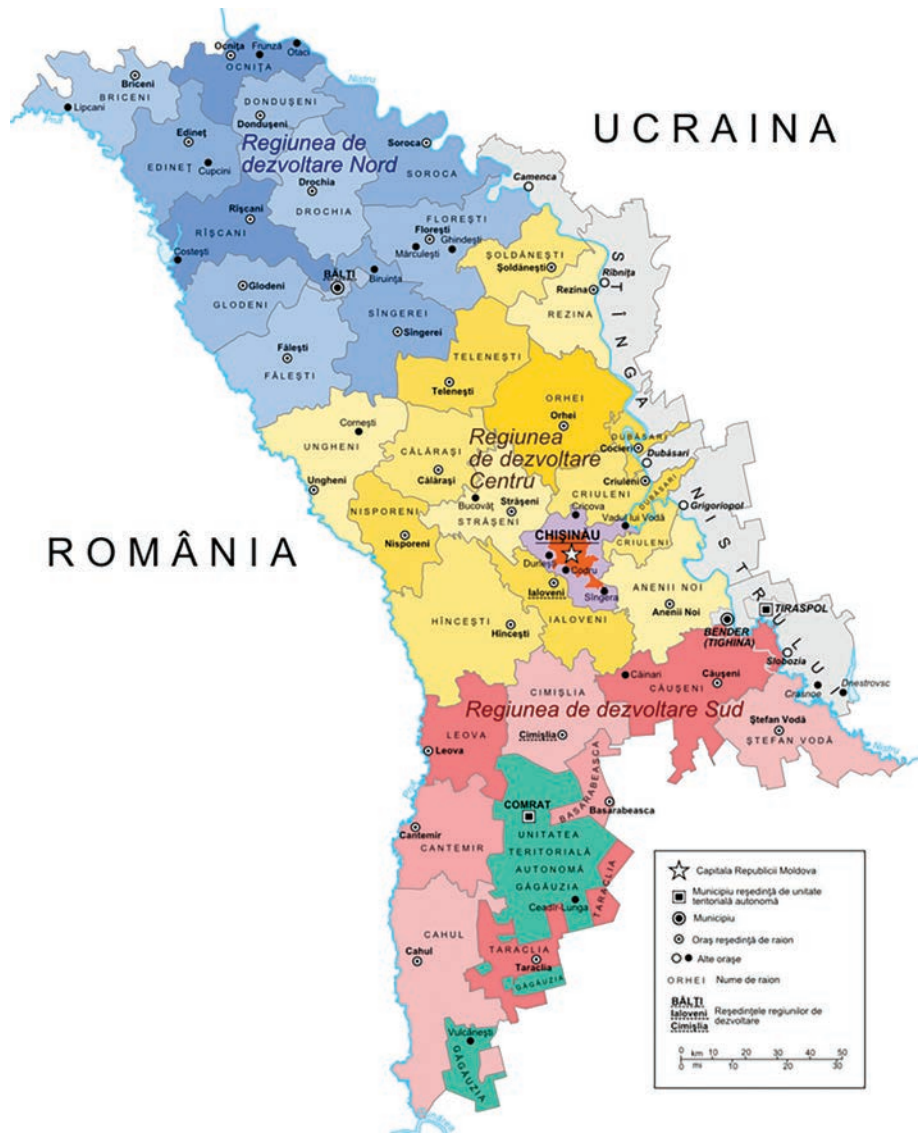 Ocnița
Frunză
Otaci
OCNIȚA
Nistru
Briceni
BRICENI
Lipcani
DONDUȘENI
Dondușeni
UCRAINA
Edineț
Regiunea de
dezvoltare Nord
Soroca
EDINEȚ
Cupcini
SOROCA
Camenca
Drochia
DROCHIA
Rîșcani
RÎȘCANI
FLOREȘTI
Florești
Ghindești
Mărculești
Costești
ȘOLDĂNEȘTI
Șoldănești
BĂLȚI
Biruința
Rîbnița
Rezina
REZINA
Glodeni
GLODENI
SÎNGEREI
Sîngerei
STÎNGA NISTRULUI
Fălești
FĂLEȘTI
TELENEȘTI
Telenești
ORHEI
Orhei
Cornești
UNGHENI
CĂLĂRAȘI
Regiunea
de dezvoltare
Centru
DUBĂSARI
Cocieri
Dubăsari
Călărași
Ungheni
Criuleni
DUBĂSARI
Bucovăț
Strășeni
STRĂȘENI
CRIULENI
Cricova
Grigoriopol
NISPORENI
Vadul lui Vodă
ROMÂNIA
Nisporeni
CHIȘINĂU
CRIULENI
Durlești
Codru
Ialoveni
Sîngera
ANENII NOI
Anenii Noi
HÎNCEȘTI
Hîncești
IALOVENI
TIRASPOL
BENDER
(TIGHINA)
Slobozia
Căinari
Căușeni
CĂUȘENI
Crasnoe
Dnestrovsc
CIMIȘLIA
Regiunea de dezvoltare Sud
Ștefan Vodă
ȘTEFAN VODĂ
Nistru
LEOVA
Leova
Cimișlia
Prut
BASARABEASCA
Basarabeasca
COMRAT
Cantemir
CANTEMIR
UNITATEA
TERITORIALĂ
AUTONOMĂ
GĂGĂUZIA
Ceadîr-Lunga
TARACLIA
CAHUL
Cahul
TARACLIA
Taraclia
GĂGĂUZIA
Vulcănești
GĂGĂUZIA
Capitala Republicii Moldova
Municipiu reședință de unitate
teritorială autonomă
Municipiu
Oraș reședință de raion
Alte orașe
ORHEI Nume de raion
BĂLȚI
Ialoveni
Cimișlia
Reședințele regiunilor de
dezvoltare
km
0 10 20 30 40 50
0 10 20 30
mi